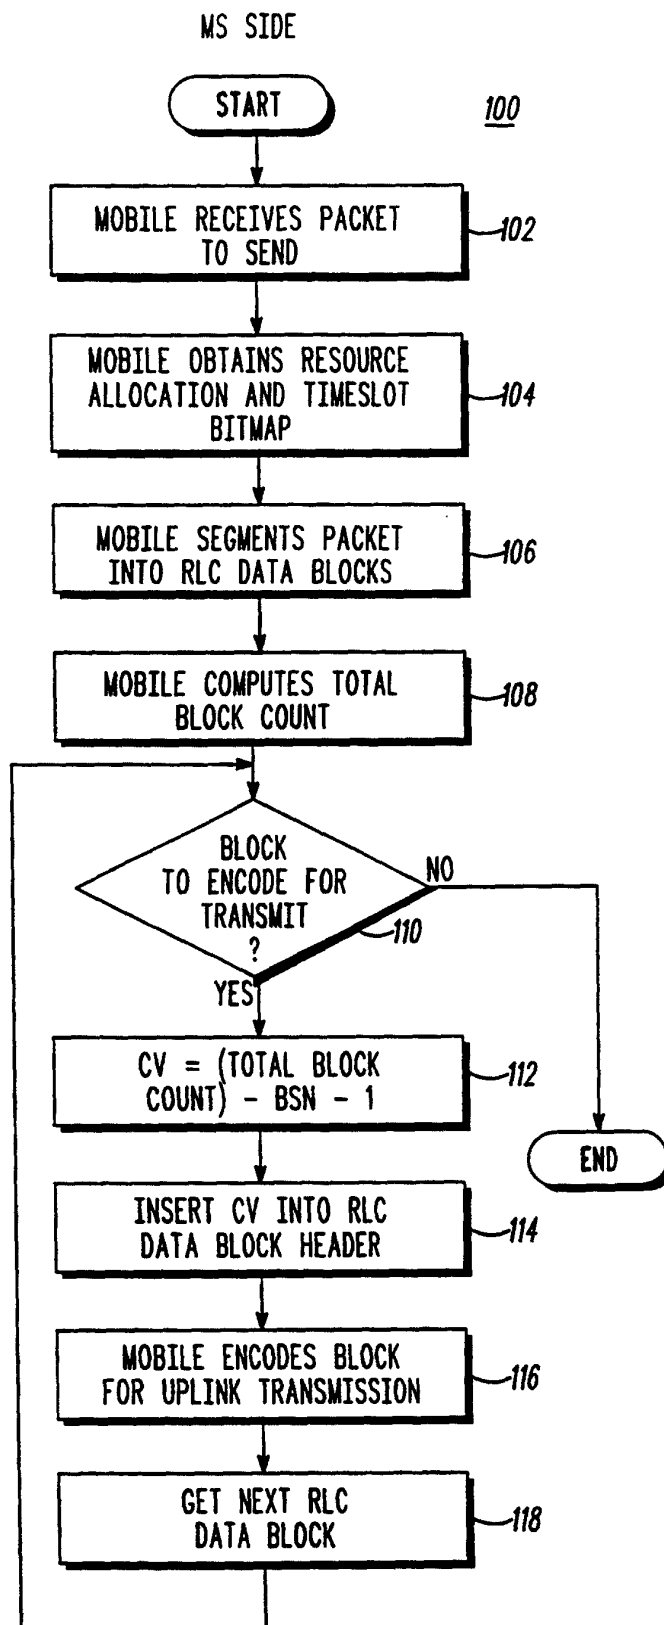 MS SIDE
START
100
MOBILE RECEIVES PACKET
TO SEND
102
MOBILE OBTAINS RESOURCE
ALLOCATION AND TIMESLOT
BITMAP
104
MOBILE SEGMENTS PACKET
INTO RLC DATA BLOCKS
106
MOBILE COMPUTES TOTAL
BLOCK COUNT
108
BLOCK
TO ENCODE FOR
TRANSMIT
?
NO
110
YES
CV = (TOTAL BLOCK
COUNT) - BSN - 1
112
END
INSERT CV INTO RLC
DATA BLOCK HEADER
114
MOBILE ENCODES BLOCK
FOR UPLINK TRANSMISSION
116
GET NEXT RLC
DATA BLOCK
118